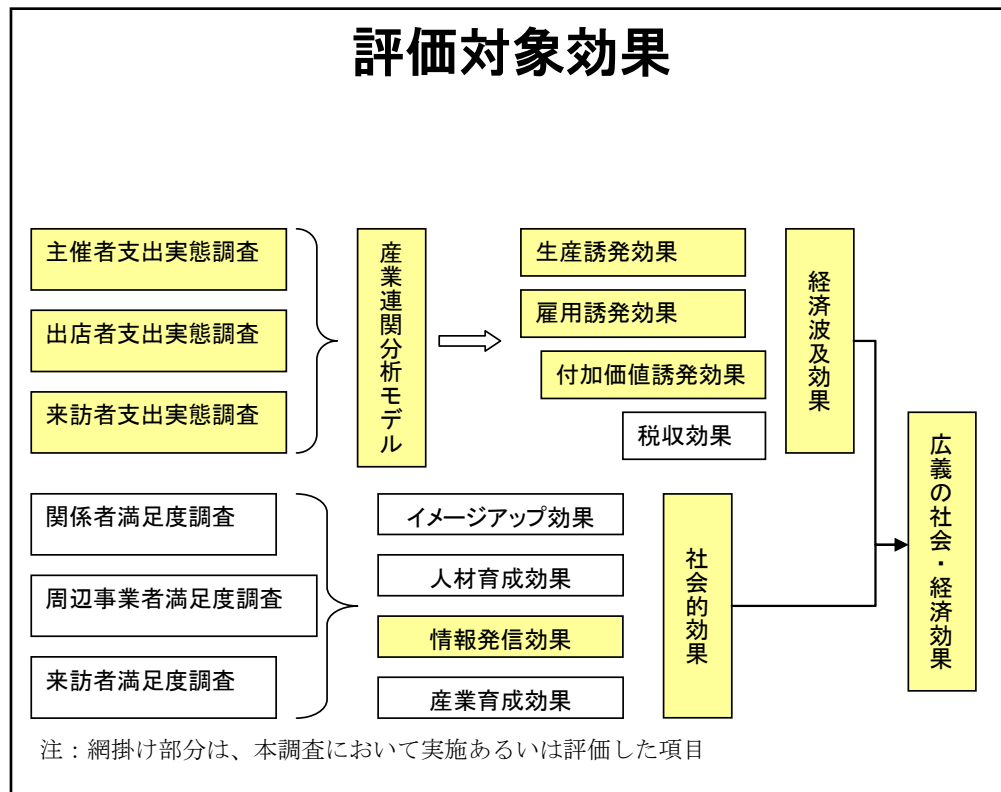 評価対象効果
主催者支出実態調査
出店者支出実態調査
来訪者支出実態調査
産業連関分析モデル
生産誘発効果
雇用誘発効果
付加価値誘発効果
税収効果
経済波及効果
関係者満足度調査
周辺事業者満足度調査
来訪者満足度調査
イメージアップ効果
人材育成効果
情報発信効果
産業育成効果
社会的効果
広義の社会・経済効果
注：網掛け部分は、本調査において実施あるいは評価した項目